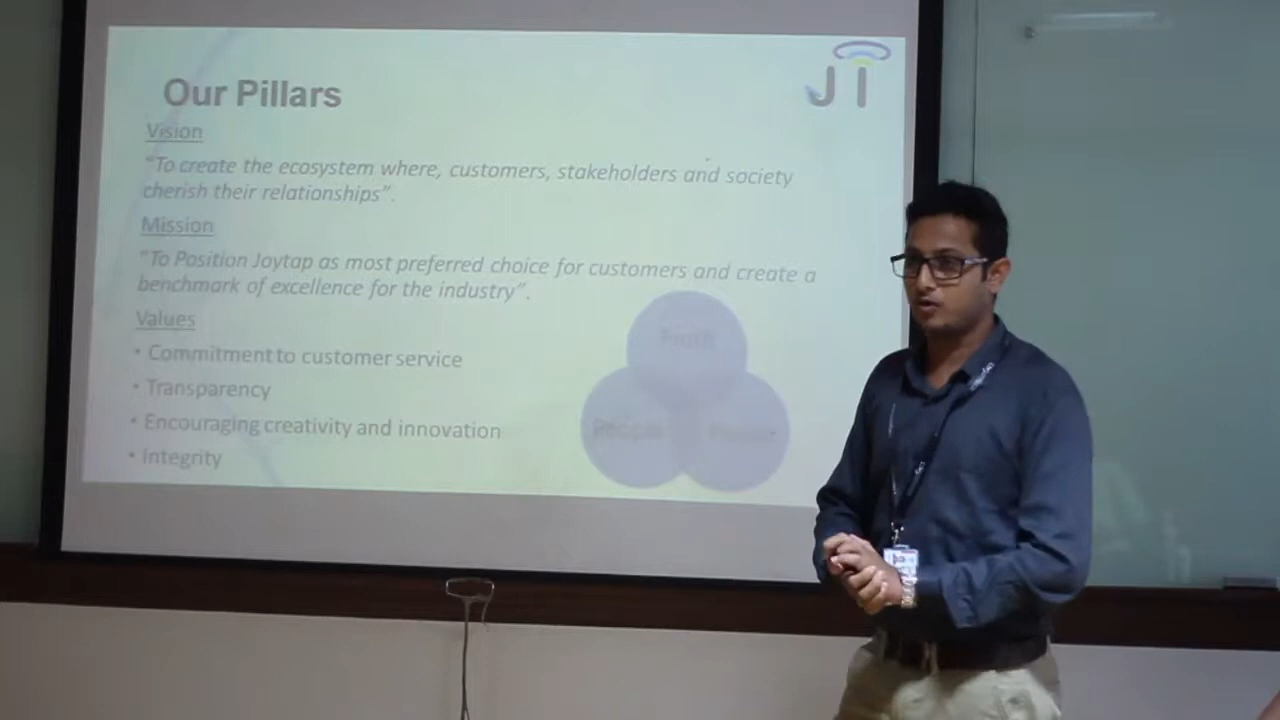 JT
Our Pillars
Vision
"To create the ecosystem where, customers, stakeholders and society
cherish their relationships".
Mission
"To Position Joytap as most preferred choice for customers and create a
benchmark of excellence for the industry".
Values
• Commitment to customer service
• Transparency
• Encouraging creativity and innovation
• Integrity
People